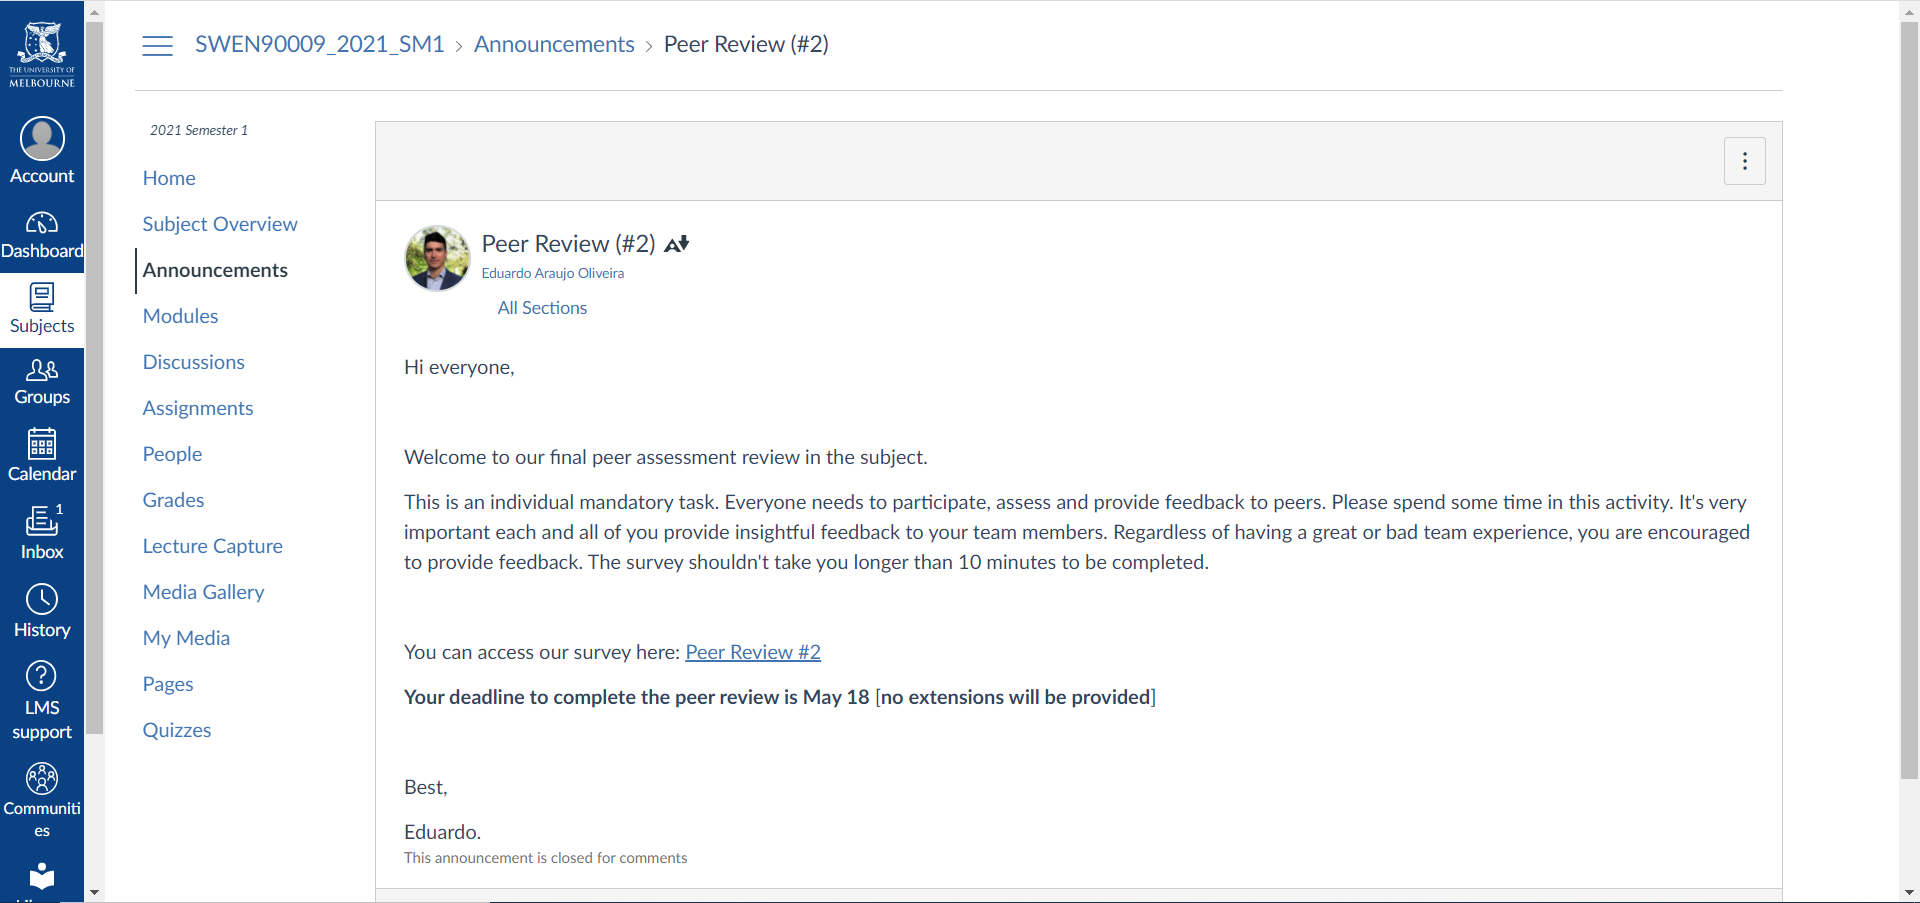 THE UNIVERSITY OF
MELBOURNE
Account
Dashboard
Subjects
Groups
Calendar
1
Inbox
History
LMS
support
Communiti
es
SWEN90009_2021_SM1 › Announcements › Peer Review (#2)
2021 Semester 1
Home
Subject Overview
Announcements
Modules
Discussions
Assignments
People
Grades
Lecture Capture
Media Gallery
My Media
Pages
Quizzes
Peer Review (#2)
Eduardo Araujo Oliveira
All Sections
Hi everyone,
Welcome to our final peer assessment review in the subject.
This is an individual mandatory task. Everyone needs to participate, assess and provide feedback to peers. Please spend some time in this activity. It's very
important each and all of you provide insightful feedback to your team members. Regardless of having a great or bad team experience, you are encouraged
to provide feedback. The survey shouldn't take you longer than 10 minutes to be completed.
You can access our survey here: Peer Review #2
Your deadline to complete the peer review is May 18 [no extensions will be provided]
Best,
Eduardo.
This announcement is closed for comments